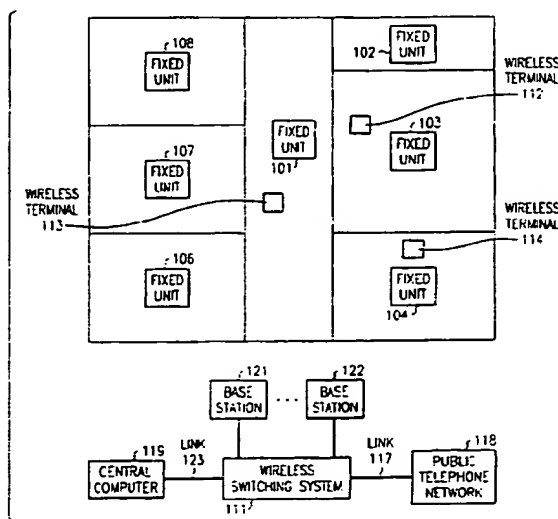 108
FIXED
UNIT
102
FIXED
UNIT
WIRELESS
TERMINAL
112
107
FIXED
UNIT
FIXED
UNIT
101
103
FIXED
UNIT
WIRELESS
TERMINAL
113
WIRELESS
TERMINAL
114
106
FIXED
UNIT
FIXED
UNIT
104
121
BASE
STATION
...
122
BASE
STATION
119
CENTRAL
COMPUTER
LINK
123
WIRELESS
SWITCHING SYSTEM
111
LINK
117
118
PUBLIC
TELEPHONE
NETWORK